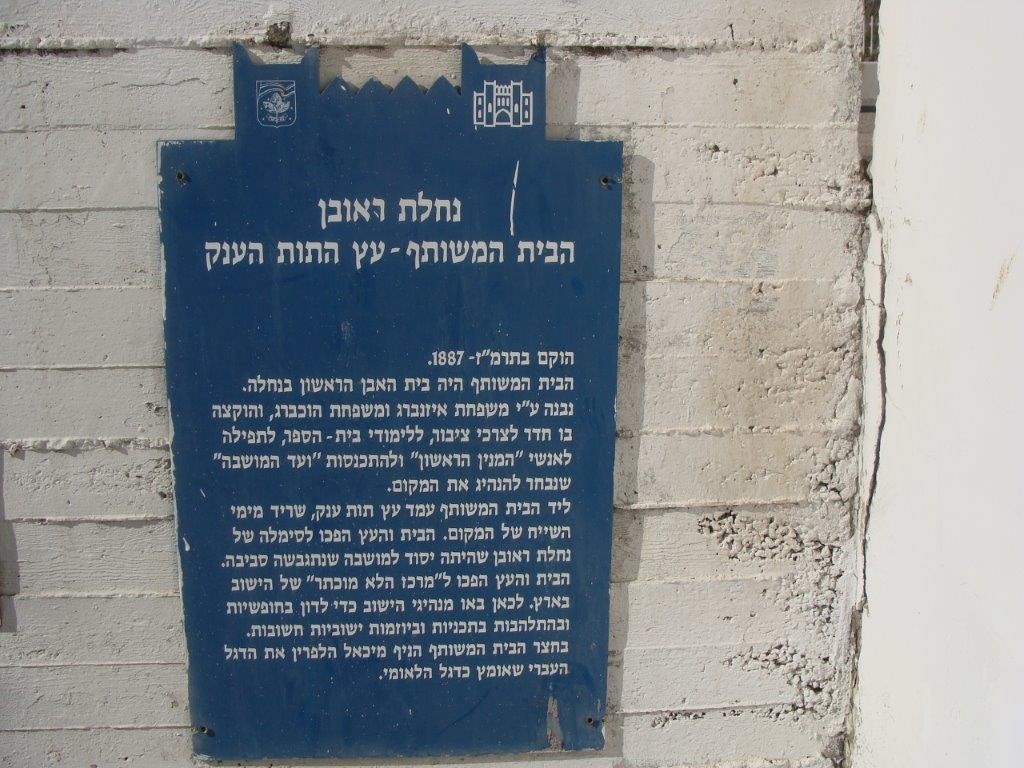 נחלת ראובן
הבית המשותף - עץ התות הענק
הוקם בתרמ"ז - 1887.
הבית המשותף היה בית האבן הראשון בנחלה.
נבנה ע"י משפחת איזנברג ומשפחת הוכברג, והוקצה
בו חדר לצרכי ציבור, ללימודי בית - הספר, לתפילה
לאנשי "המנין הראשון" ולהתכנסות "ועד המושבה"
שנבחר להנהיג את המקום.
ליד הבית המשותף עמד עץ תות ענק, שריד מימי
השייח של המקום. הבית והעץ הפכו לסימלה של
נחלת ראובן שהיתה יסוד למושבה שנתגבשה סביבה.
הבית והעץ הפכו ל"מרכז הלא מוכתר" של הישוב
בארץ. לכאן באו מנהיגי הישוב כדי לדון בחופשיות
ובהתלהבות בתכניות וביוזמות ישוביות חשובות.
בחצר הבית המשותף הניף מיכאל הלפרין את הדגל
העברי שאומץ כדגל הלאומי.